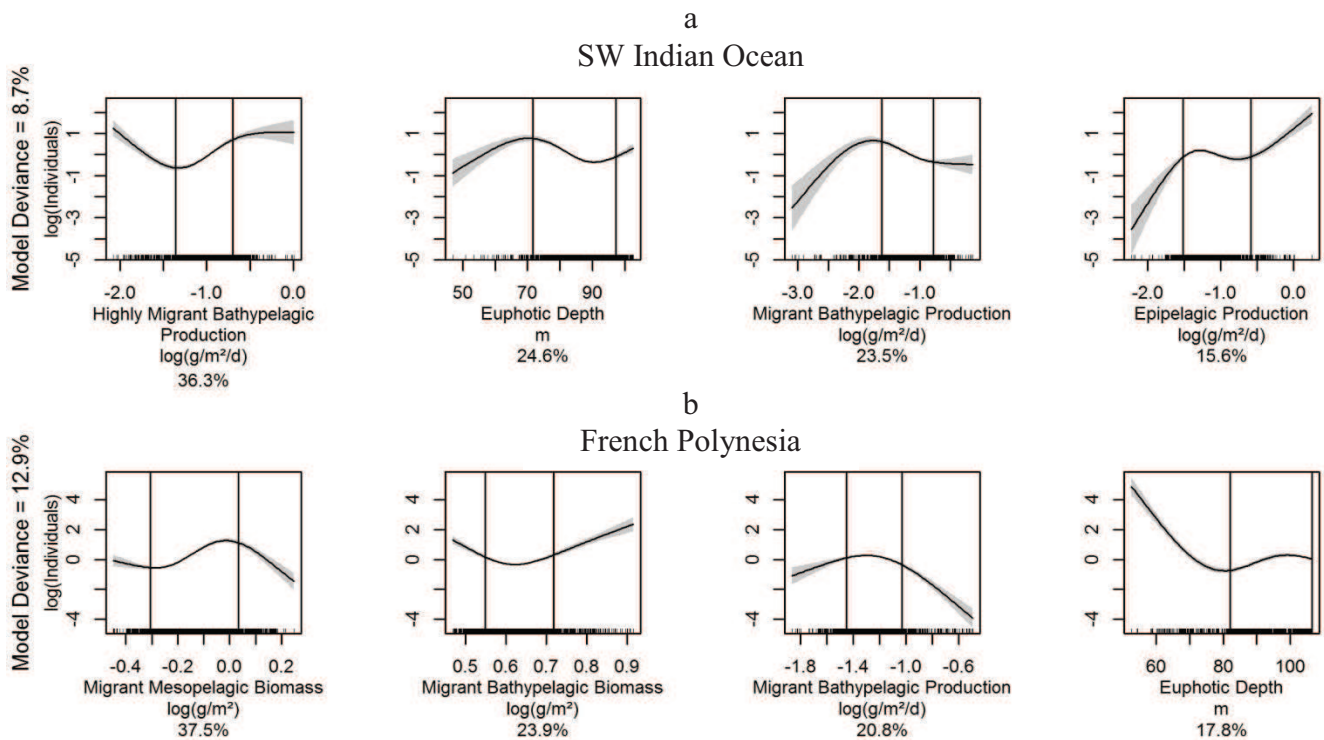 a
SW Indian Ocean
Model Deviance = 8.7%
log(Individuals)
1
-1
-3
-5
-2.0 -1.0 0.0
Highly Migrant Bathypelagic
Production
log(g/m²/d)
36.3%
1
-1
-3
-5
50 70 90
Euphotic Depth
m
24.6%
1
-1
-3
-5
-3.0 -2.0 -1.0
Migrant Bathypelagic Production
log(g/m²/d)
23.5%
1
-1
-3
-5
-2.0 -1.0 0.0
Epipelagic Production
log(g/m²/d)
15.6%
b
French Polynesia
Model Deviance = 12.9%
log(Individuals)
4
2
0
-4
-0.4 -0.2 0.0 0.2
Migrant Mesopelagic Biomass
log(g/m²)
37.5%
4
2
0
-4
0.5 0.6 0.7 0.8 0.9
Migrant Bathypelagic Biomass
log(g/m²)
23.9%
4
2
0
-4
-1.8 -1.4 -1.0 -0.6
Migrant Bathypelagic Production
log(g/m²/d)
20.8%
4
2
0
-4
60 80 100
Euphotic Depth
m
17.8%